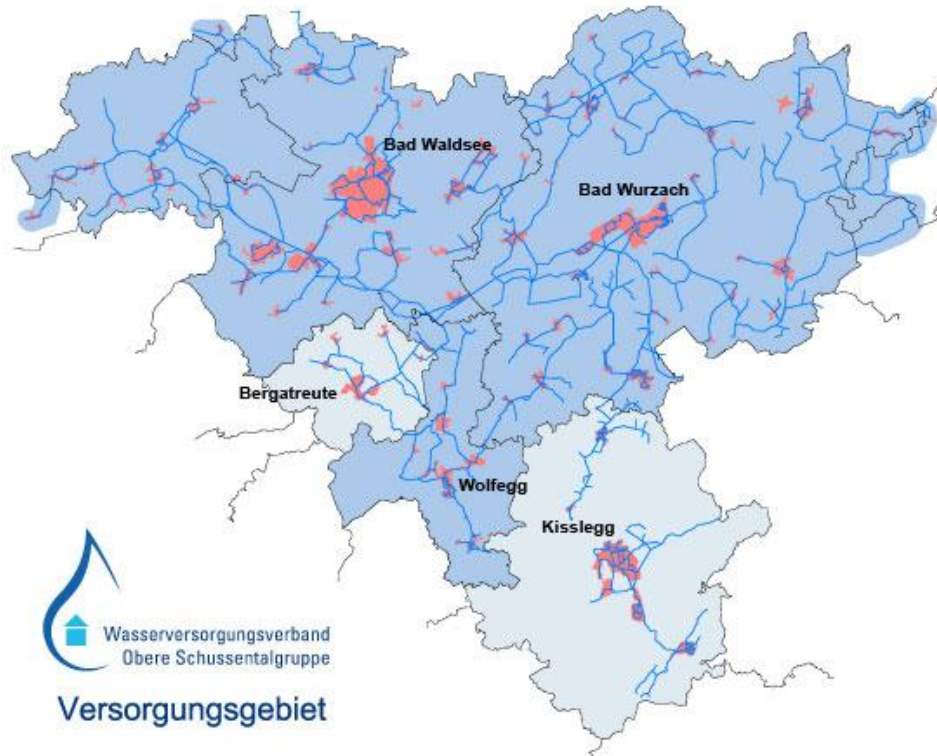 Bad Waldsee
Bad Wurzach
Bergatreute
Wolfegg
Kisslegg
Wasserversorgungsverband
Obere Schussentalgruppe
Versorgungsgebiet